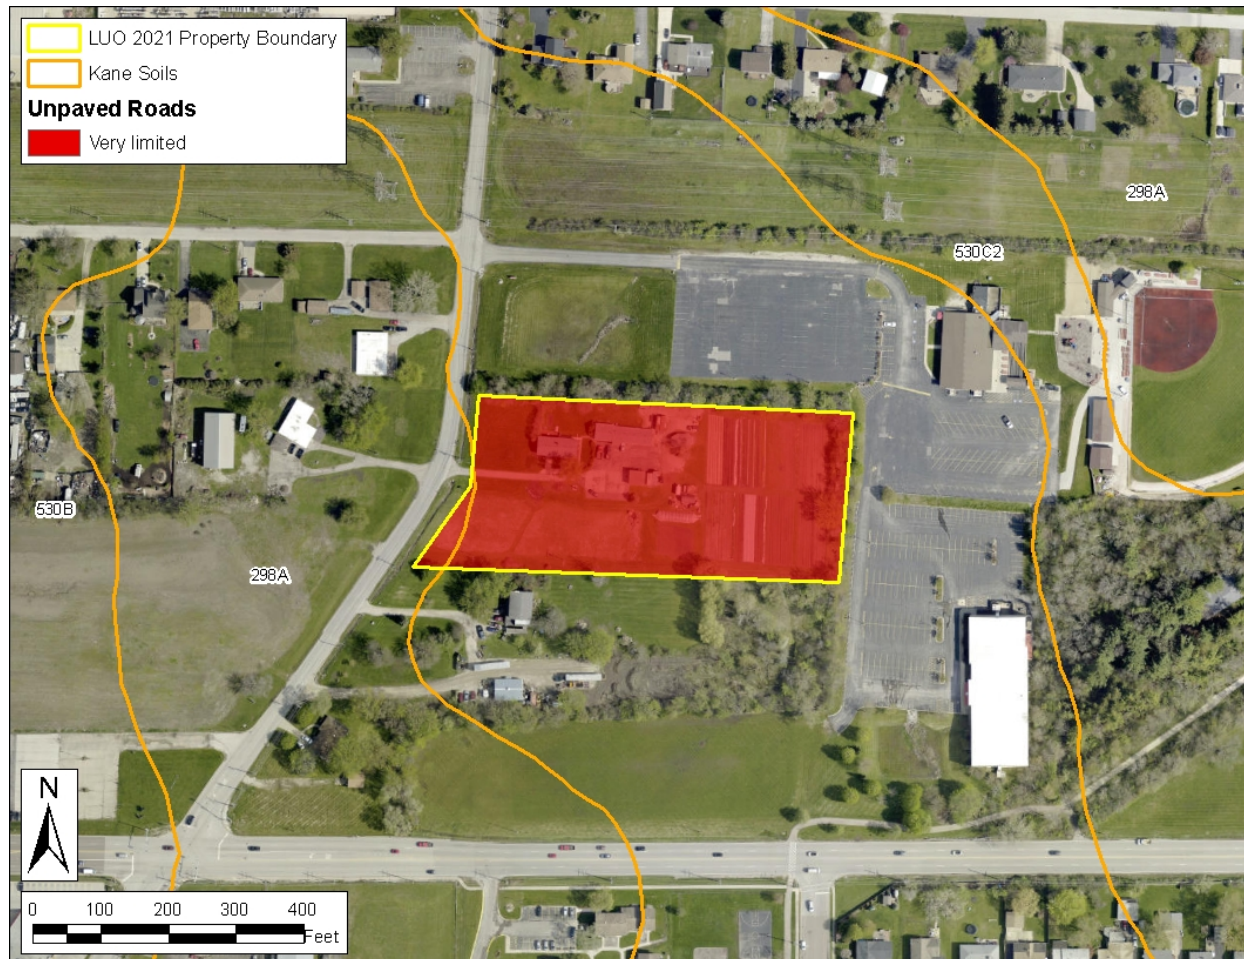 LUO 2021 Property Boundary
Kane Soils
Unpaved Roads
Very limited
298A
530C2
530B
298A
N
0 100 200 300 400
Feet